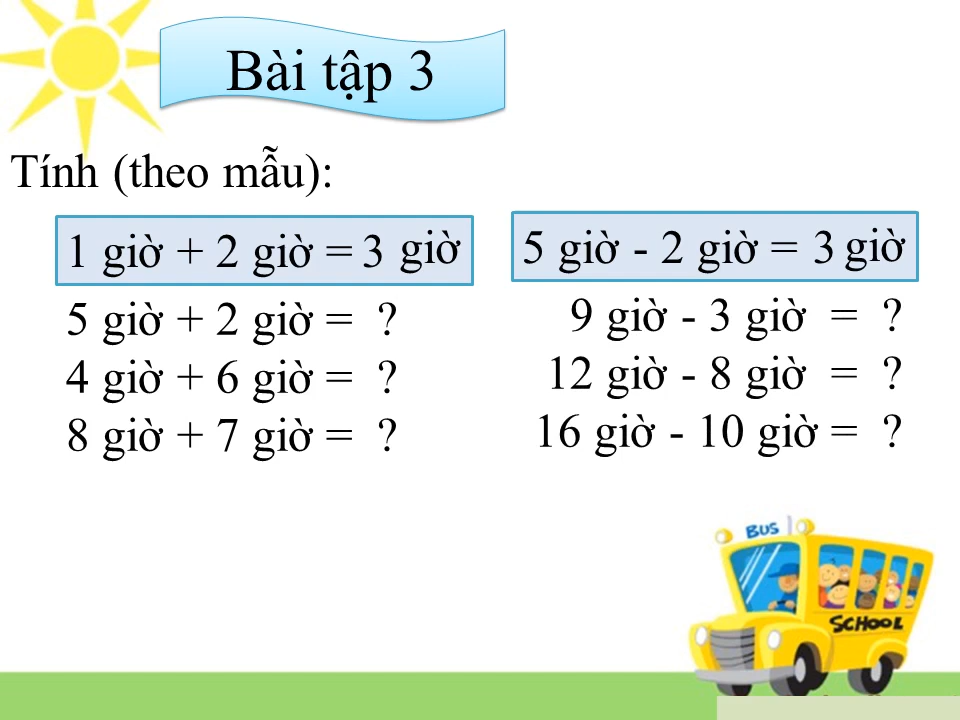 Bài tập 3
Tính (theo mẫu):
1 giờ + 2 giờ = 3 giờ
5 giờ + 2 giờ = ?
4 giờ + 6 giờ = ?
8 giờ + 7 giờ = ?
5 giờ - 2 giờ = 3 giờ
9 giờ - 3 giờ = ?
12 giờ - 8 giờ = ?
16 giờ - 10 giờ = ?
BUS
SCHOOL